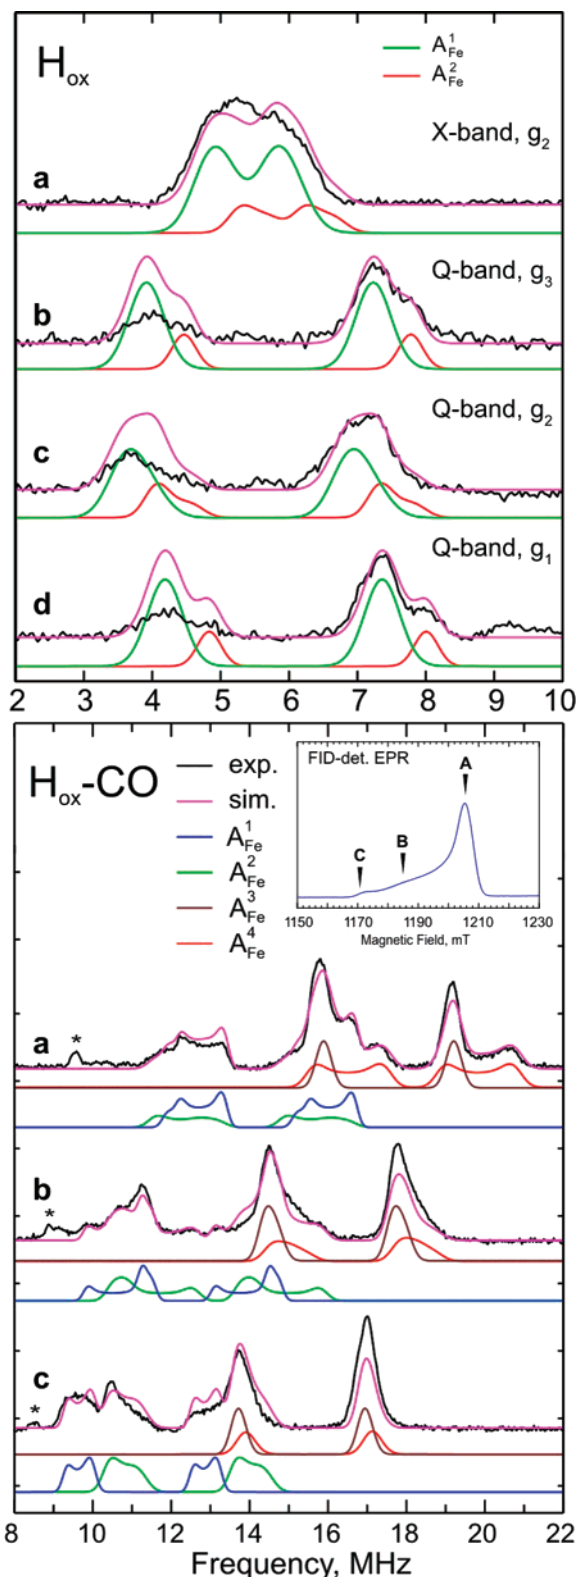 H_ox
A^1_Fe
A^2_Fe
X-band, g_2
a
Q-band, g_3
b
Q-band, g_2
c
Q-band, g_1
d
2 3 4 5 6 7 8 9 10
H_ox-CO
exp.
sim.
A^1_Fe
A^2_Fe
A^3_Fe
A^4_Fe
FID-det. EPR
A
B
C
1150 1170 1190 1210 1230
Magnetic Field, mT
a
*
b
*
c
*
8 10 12 14 16 18 20 22
Frequency, MHz